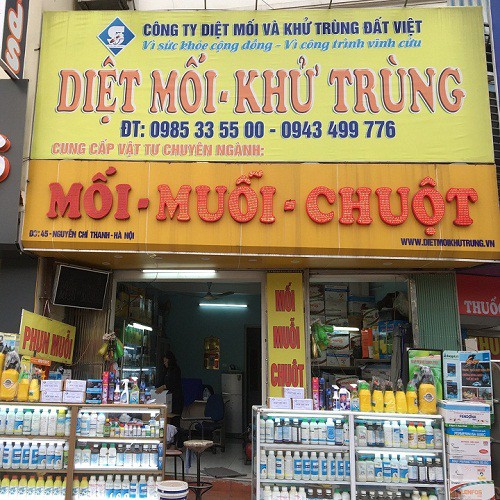 CÔNG TY DIỆT MỐI VÀ KHỬ TRÙNG ĐẤT VIỆT
Vì sức khỏe cộng đồng - Vì công trình vĩnh cửu
DIỆT MỐI - KHỬ TRÙNG
ĐT: 0985 33 55 00 - 0943 499 776
CUNG CẤP VẬT TƯ CHUYÊN NGÀNH:
MỐI - MUỐI - CHUỘT
ĐC: 45 - NGUYỄN CHÍ THANH - HÀ NỘI
WWW.DIETMOIKHUTRUNG.VN
THUỐC
PHUN MUỖI
MỐI
MUỖI
CHUỘT